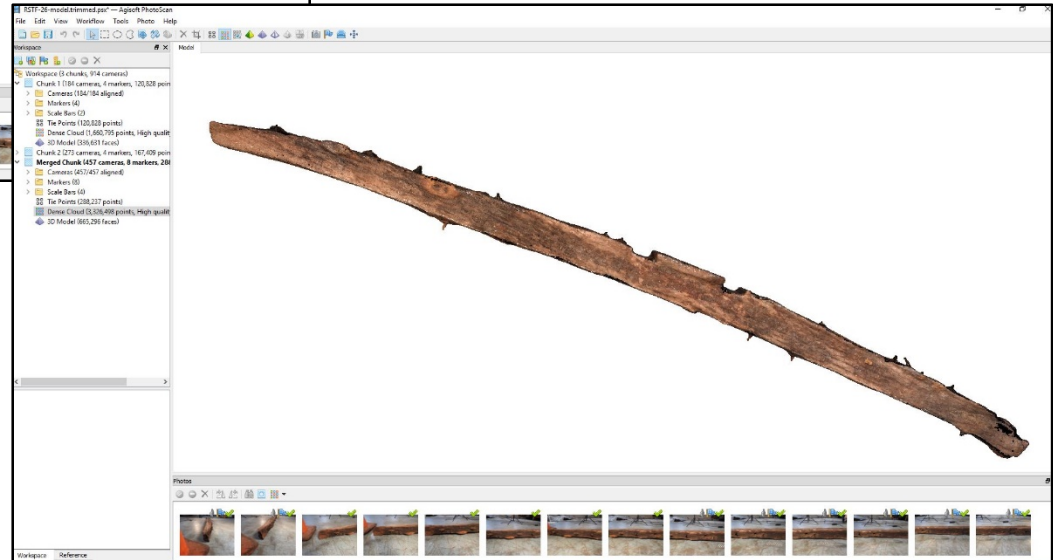 RSTF-26-model.trimmed.psx* — Agisoft PhotoScan
File Edit View Workflow Tools Photo Help
Workspace
Model
Workspace (3 chunks, 914 cameras)
Chunk 1 (184 cameras, 4 markers, 120,828 poin
Cameras (184/184 aligned)
Markers (4)
Scale Bars (2)
Tie Points (120,828 points)
Dense Cloud (1,660,795 points, High qualit
3D Model (336,631 faces)
Chunk 2 (273 cameras, 4 markers, 167,409 poin
Merged Chunk (457 cameras, 8 markers, 288
Cameras (457/457 aligned)
Markers (8)
Scale Bars (4)
Tie Points (288,237 points)
Dense Cloud (3,326,498 points, High qualit
3D Model (665,296 faces)
Photos
Workspace Reference